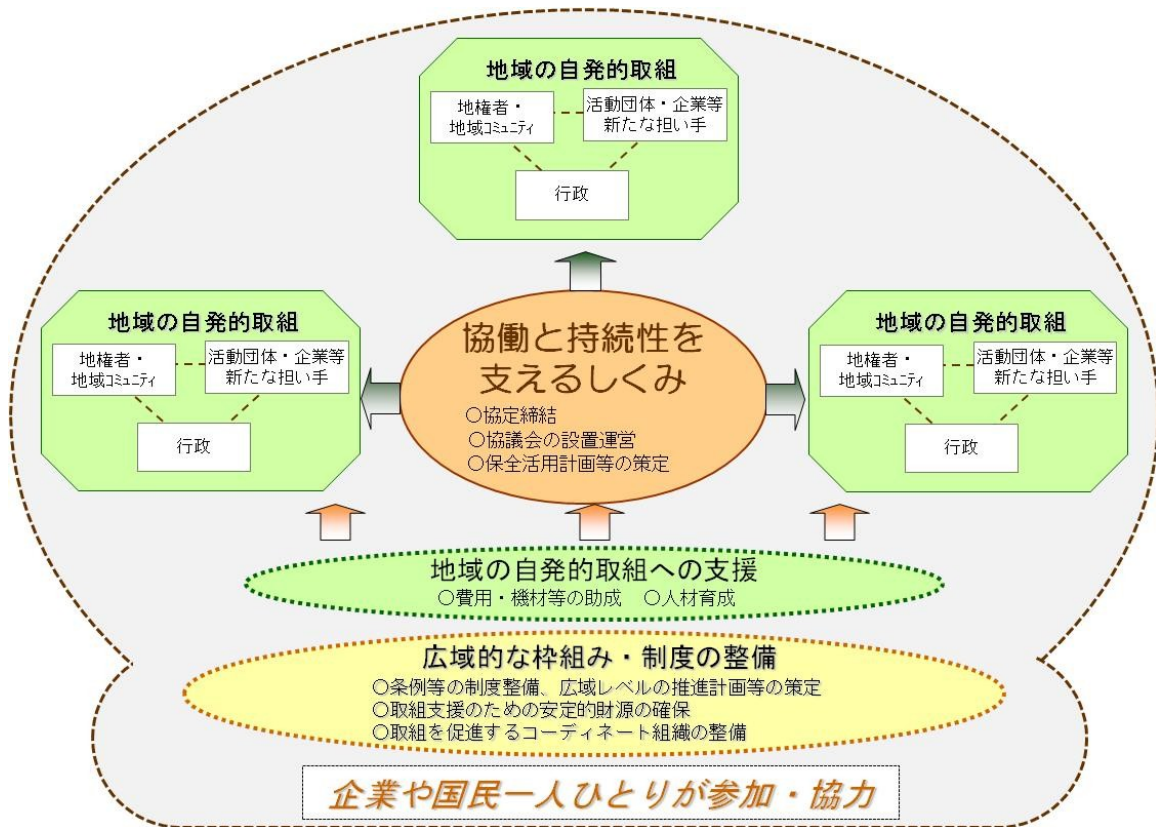 地域の自発的取組
地権者・
地域コミュニティ
活動団体・企業等
新たな担い手
行政
地域の自発的取組
地権者・
地域コミュニティ
活動団体・企業等
新たな担い手
行政
協働と持続性を
支えるしくみ
○協定締結
○協議会の設置運営
○保全活用計画等の策定
地域の自発的取組
地権者・
地域コミュニティ
活動団体・企業等
新たな担い手
行政
地域の自発的取組への支援
○費用・機材等の助成　○人材育成
広域的な枠組み・制度の整備
○条例等の制度整備、広域レベルの推進計画等の策定
○取組支援のための安定的財源の確保
○取組を促進するコーディネート組織の整備
企業や国民一人ひとりが参加・協力